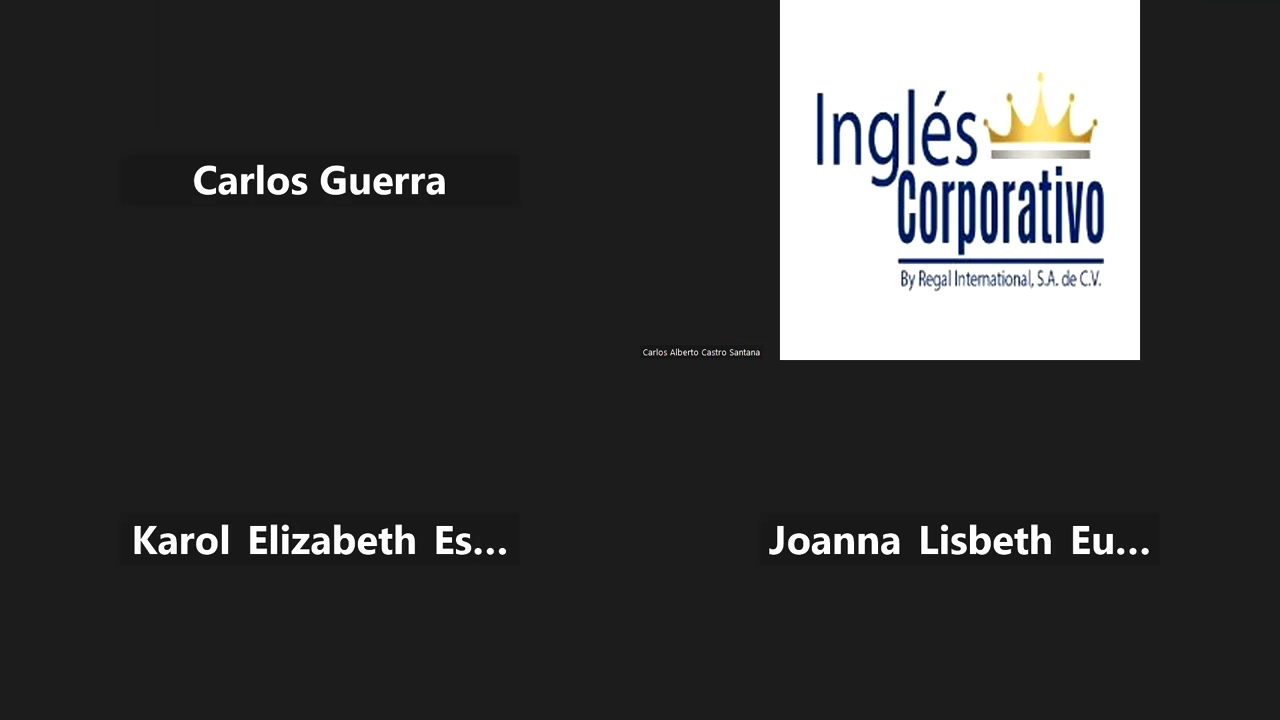 Carlos Guerra
Inglés
Corporativo
By Regal International, S.A. de C.V.
Carlos Alberto Castro Santana
Karol Elizabeth Es...
Joanna Lisbeth Eu...